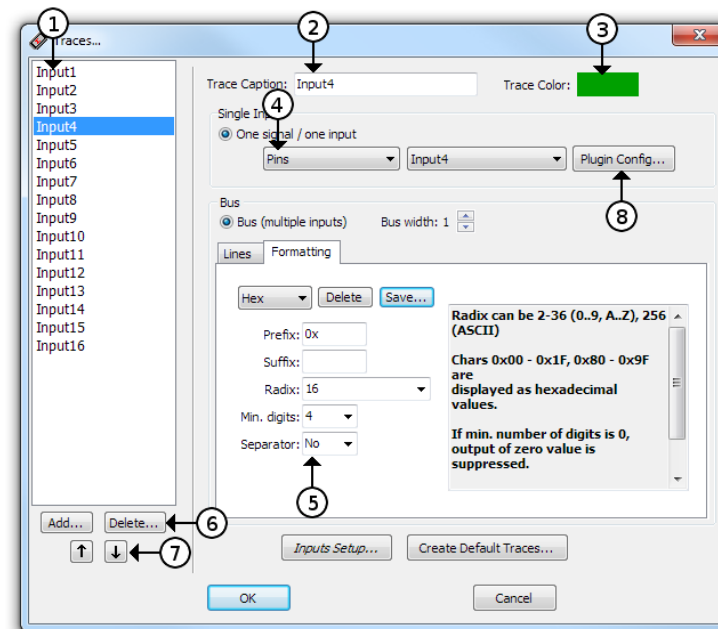 1
2
3
Traces...
Input1
Input2
Input3
Input4
Input5
Input6
Input7
Input8
Input9
Input10
Input11
Input12
Input13
Input14
Input15
Input16
Add... Delete...
6
7
Trace Caption: Input4 Trace Color:
4
Single
One signal / one input
Pins Input4 Plugin Config...
8
Bus
Bus (multiple inputs) Bus width: 1
Lines Formatting
Hex Delete Save...
Prefix: 0x
Suffix:
Radix: 16
Min. digits: 4
Separator: No
5
Radix can be 2-36 (0..9, A..Z), 256
(ASCII)
Chars 0x00 - 0x1F, 0x80 - 0x9F
are
displayed as hexadecimal
values.
If min. number of digits is 0,
output of zero value is
suppressed.
Inputs Setup... Create Default Traces...
OK Cancel